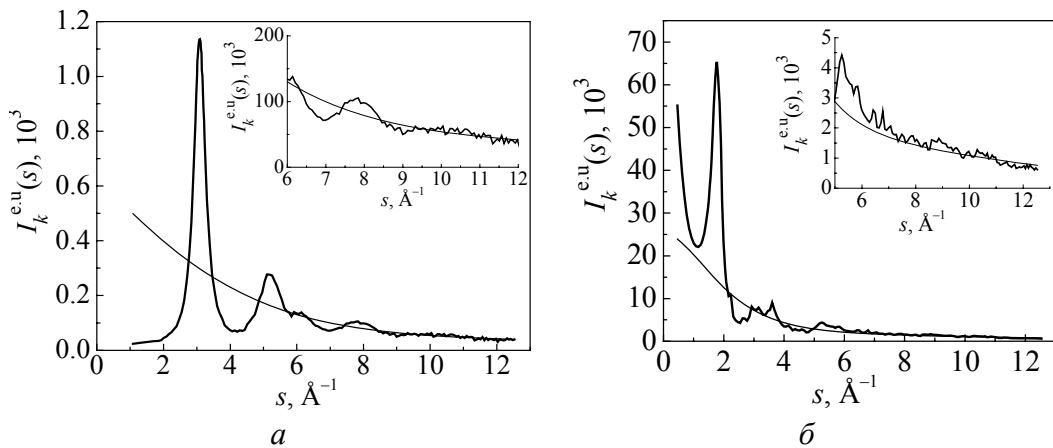 1.2
1.0
0.8
0.6
0.4
0.2
0.0
0 2 4 6 8 10 12
I_k^{e.u}(s), 10^3
s, Å^{–1}
200
100
0
6 7 8 9 10 11 12
I_k^{e.u}(s), 10^3
s, Å^{–1}
а
70
65
60
50
40
30
20
10
0
0 2 4 6 8 10 12
I_k^{e.u}(s), 10^3
s, Å^{–1}
5
4
3
2
1
0
6 8 10 12
I_k^{e.u}(s), 10^3
s, Å^{–1}
б